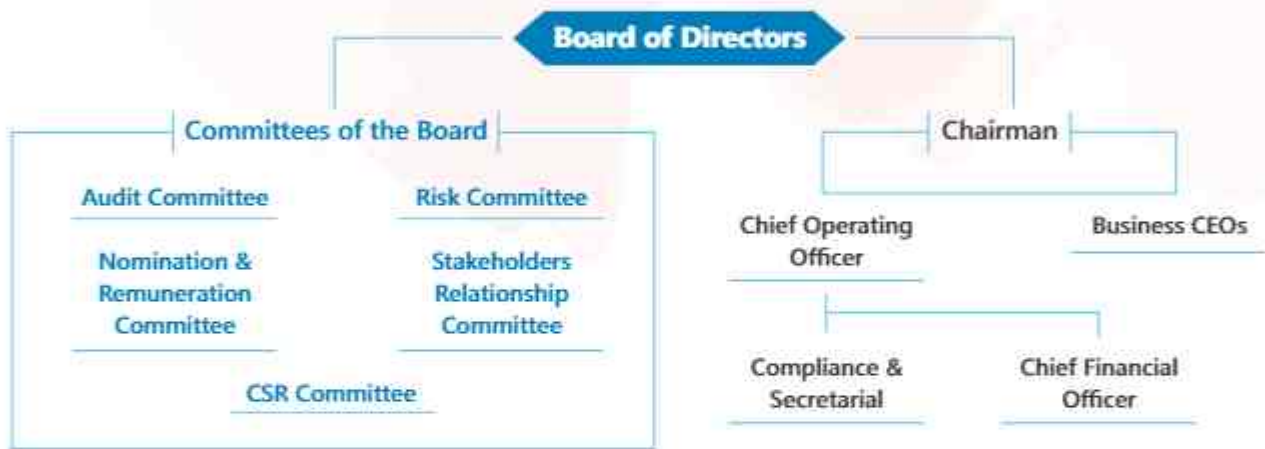 Board of Directors
Committees of the Board
Audit Committee
Risk Committee
Nomination &
Remuneration
Committee
Stakeholders
Relationship
Committee
CSR Committee
Chairman
Chief Operating
Officer
Business CEOs
Compliance &
Secretarial
Chief Financial
Officer